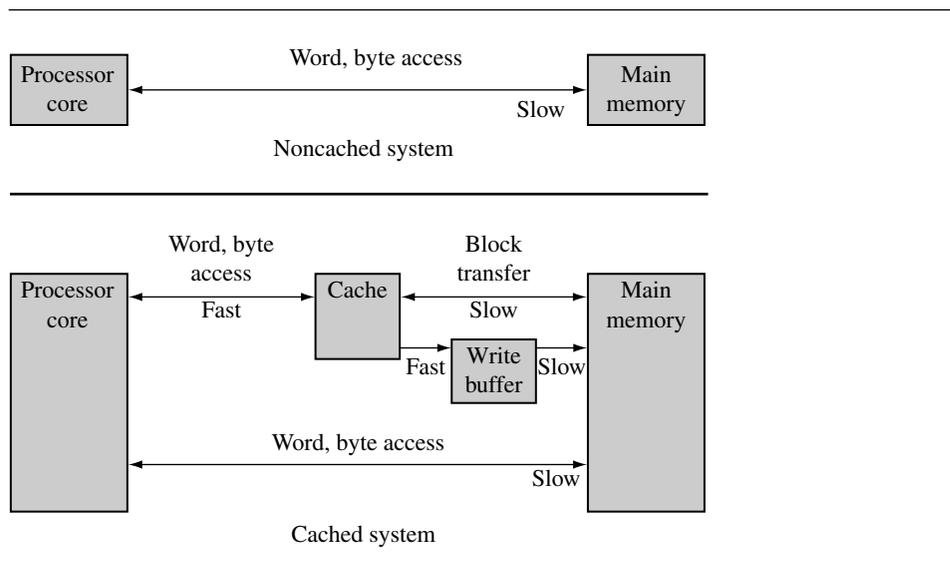 Word, byte access
Processor
core
Main
memory
Slow
Noncached system
Word, byte
access
Block
transfer
Processor
core
Fast
Cache
Slow
Main
memory
Fast
Write
buffer
Slow
Word, byte access
Slow
Cached system